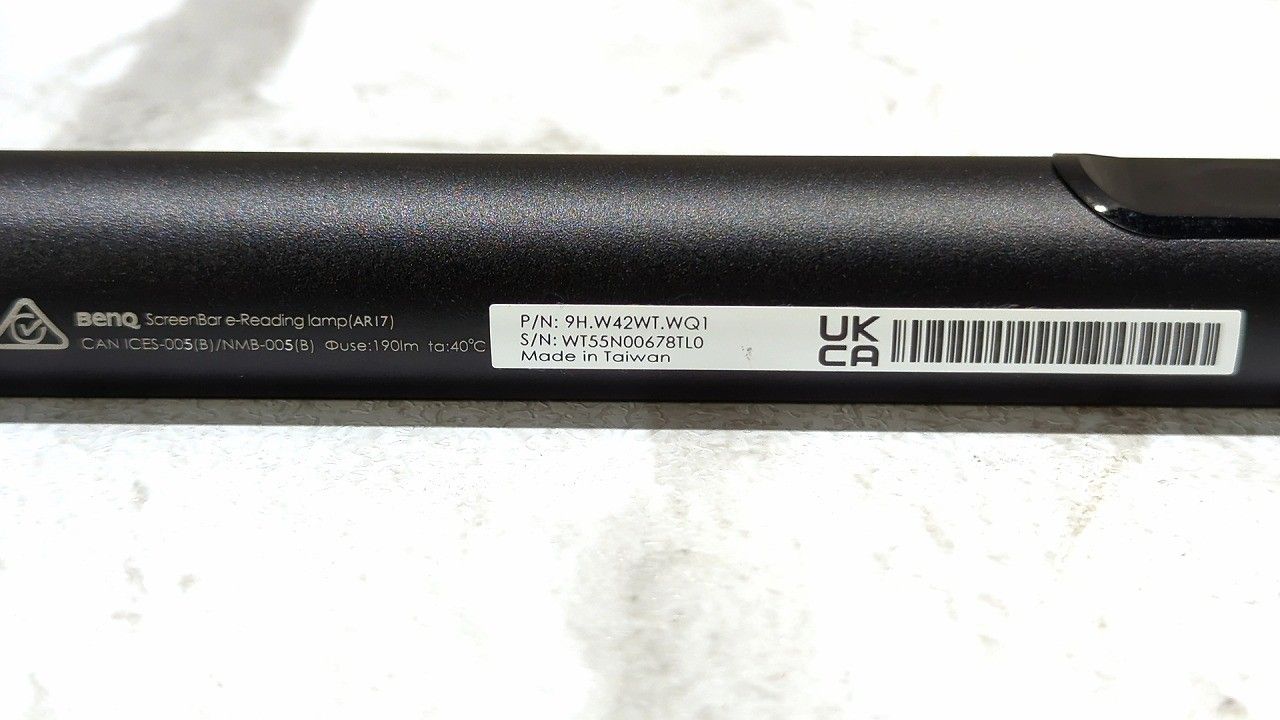 BenQ ScreenBar e-Reading lamp(AR17)
CAN ICES-005(B)/NMB-005(B) Φuse:190lm ta:40°C
P/N: 9H.W42WT.WQ1
S/N: WT55N00678TL0
Made in Taiwan
UK
CA